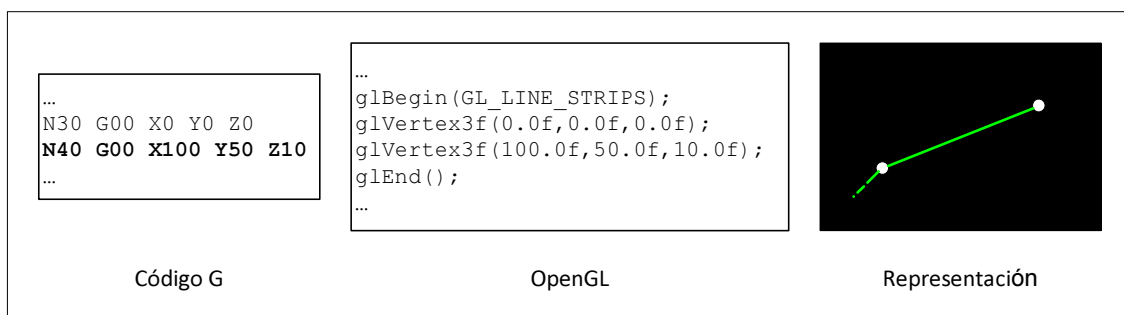 …
N30 G00 X0 Y0 Z0
N40 G00 X100 Y50 Z10
…
…
glBegin(GL_LINE_STRIPS);
glVertex3f(0.0f,0.0f,0.0f);
glVertex3f(100.0f,50.0f,10.0f);
glEnd();
…
Código G
OpenGL
Representación